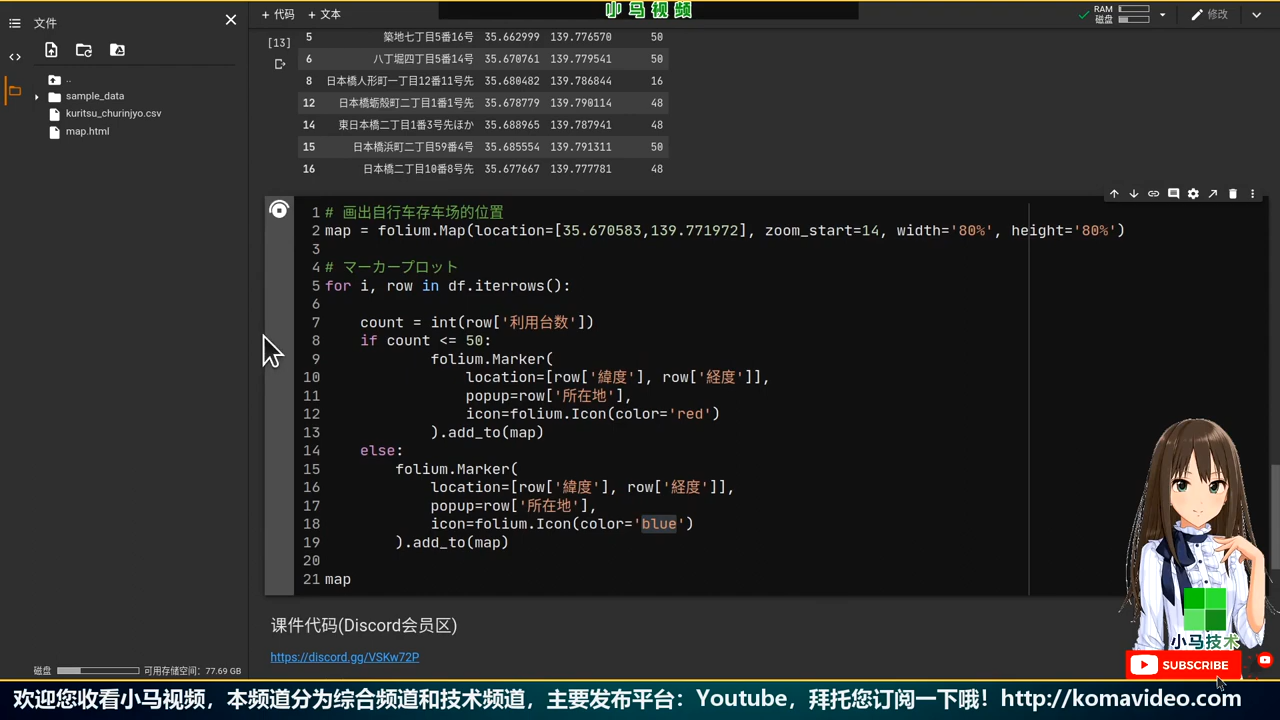 文件
+ 代码 + 文本
小马视频
RAM
磁盘
修改
..
sample_data
kuritsu_churinjyo.csv
map.html
[13]
5 築地七丁目5番16号 35.662999 139.776570 50
6 八丁堀四丁目5番14号 35.670761 139.779541 50
8 日本橋人形町一丁目12番11号先 35.680482 139.786844 16
12 日本橋蛎殻町二丁目1番1号先 35.678779 139.790114 48
14 東日本橋二丁目1番3号先ほか 35.688965 139.787941 48
15 日本橋浜町二丁目59番4号 35.685554 139.791311 50
16 日本橋二丁目10番8号先 35.677667 139.777781 48
1 # 画出自行车存车场的位置
2 map = folium.Map(location=[35.670583,139.771972], zoom_start=14, width='80%', height='80%')
3
4 # マーカープロット
5 for i, row in df.iterrows():
6
7 count = int(row['利用台数'])
8 if count <= 50:
9 folium.Marker(
10 location=[row['緯度'], row['経度']],
11 popup=row['所在地'],
12 icon=folium.Icon(color='red')
13 ).add_to(map)
14 else:
15 folium.Marker(
16 location=[row['緯度'], row['経度']],
17 popup=row['所在地'],
18 icon=folium.Icon(color='blue')
19 ).add_to(map)
20
21 map
课件代码(Discord会员区)
https://discord.gg/VSKw72P
磁盘 可用存储空间：77.69 GB
小马技术
SUBSCRIBE
欢迎您收看小马视频，本频道分为综合频道和技术频道，主要发布平台：Youtube，拜托您订阅一下哦！http://komavideo.com